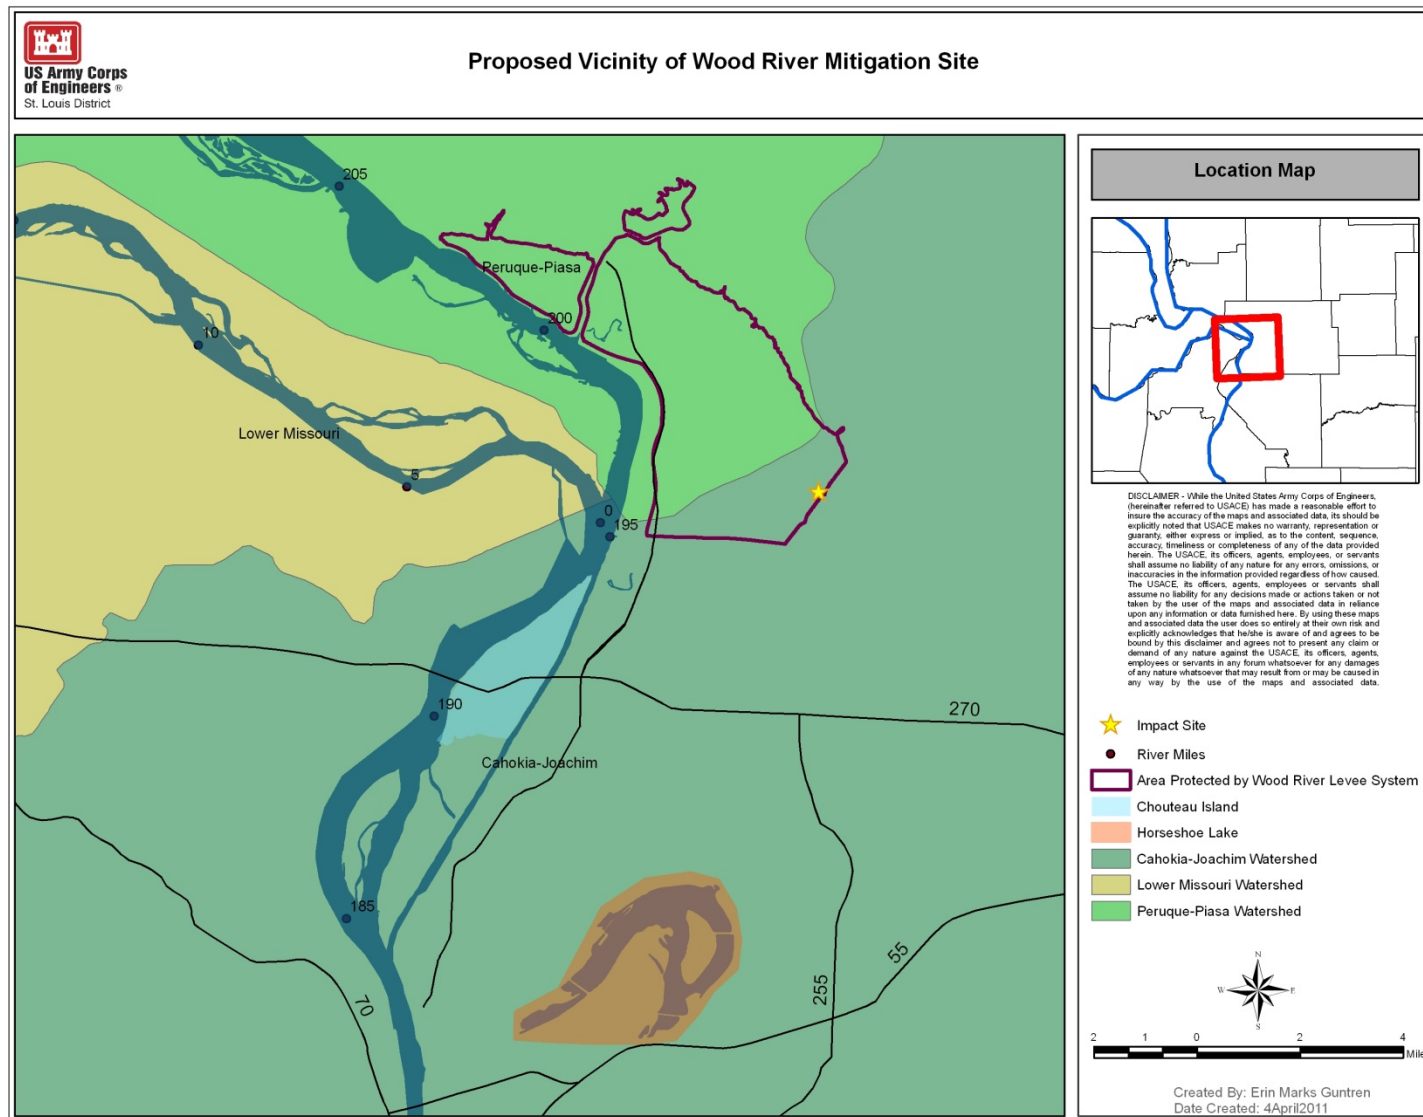 US Army Corps
of Engineers ®
St. Louis District
Proposed Vicinity of Wood River Mitigation Site
205
Peruque-Piasa
200
10
Lower Missouri
5
0
195
190
270
Cahokia-Joachim
185
70
255
55
Location Map
DISCLAIMER - While the United States Army Corps of Engineers,
(hereinafter referred to USACE) has made a reasonable effort to
insure the accuracy of the maps and associated data, its should be
explicitly noted that USACE makes no warranty, representation or
guaranty, either express or implied, as to the content, sequence,
accuracy, timeliness or completeness of any of the data provided
herein. The USACE, its officers, agents, employees, or servants
shall assume no liability of any nature for any errors, omissions, or
inaccuracies in the information provided regardless of how caused.
The USACE, its officers, agents, employees or servants shall
assume no liability for any decisions made or actions taken or not
taken by the user of the maps and associated data in reliance
upon any information or data furnished here. By using these maps
and associated data the user does so entirely at their own risk and
explicitly acknowledges that he/she is aware of and agrees to be
bound by this disclaimer and agrees not to present any claim or
demand of any nature against the USACE, its officers, agents,
employees or servants in any forum whatsoever for any damages
of any nature whatsoever that may result from or may be caused in
any way by the use of the maps and associated data.
Impact Site
River Miles
Area Protected by Wood River Levee System
Chouteau Island
Horseshoe Lake
Cahokia-Joachim Watershed
Lower Missouri Watershed
Peruque-Piasa Watershed
N
W E
S
2 1 0 2 4
Mile
Created By: Erin Marks Guntren
Date Created: 4April2011